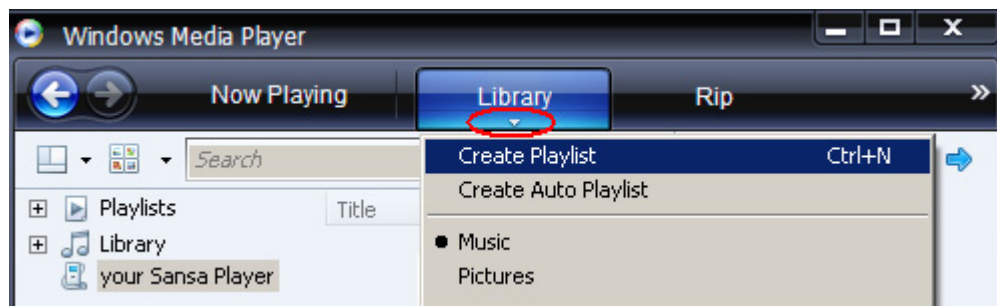 Windows Media Player
Now Playing Library Rip »
Search
Create Playlist Ctrl+N
Create Auto Playlist
Playlists Title
Library
Music
your Sansa Player
Pictures